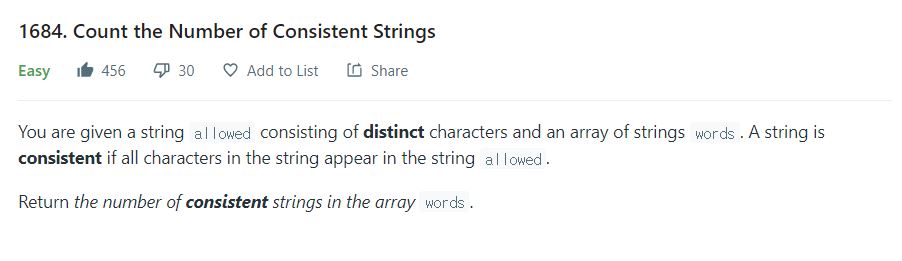 1684. Count the Number of Consistent Strings
Easy 456 30 Add to List Share
You are given a string allowed consisting of distinct characters and an array of strings words . A string is
consistent if all characters in the string appear in the string allowed .
Return the number of consistent strings in the array words .